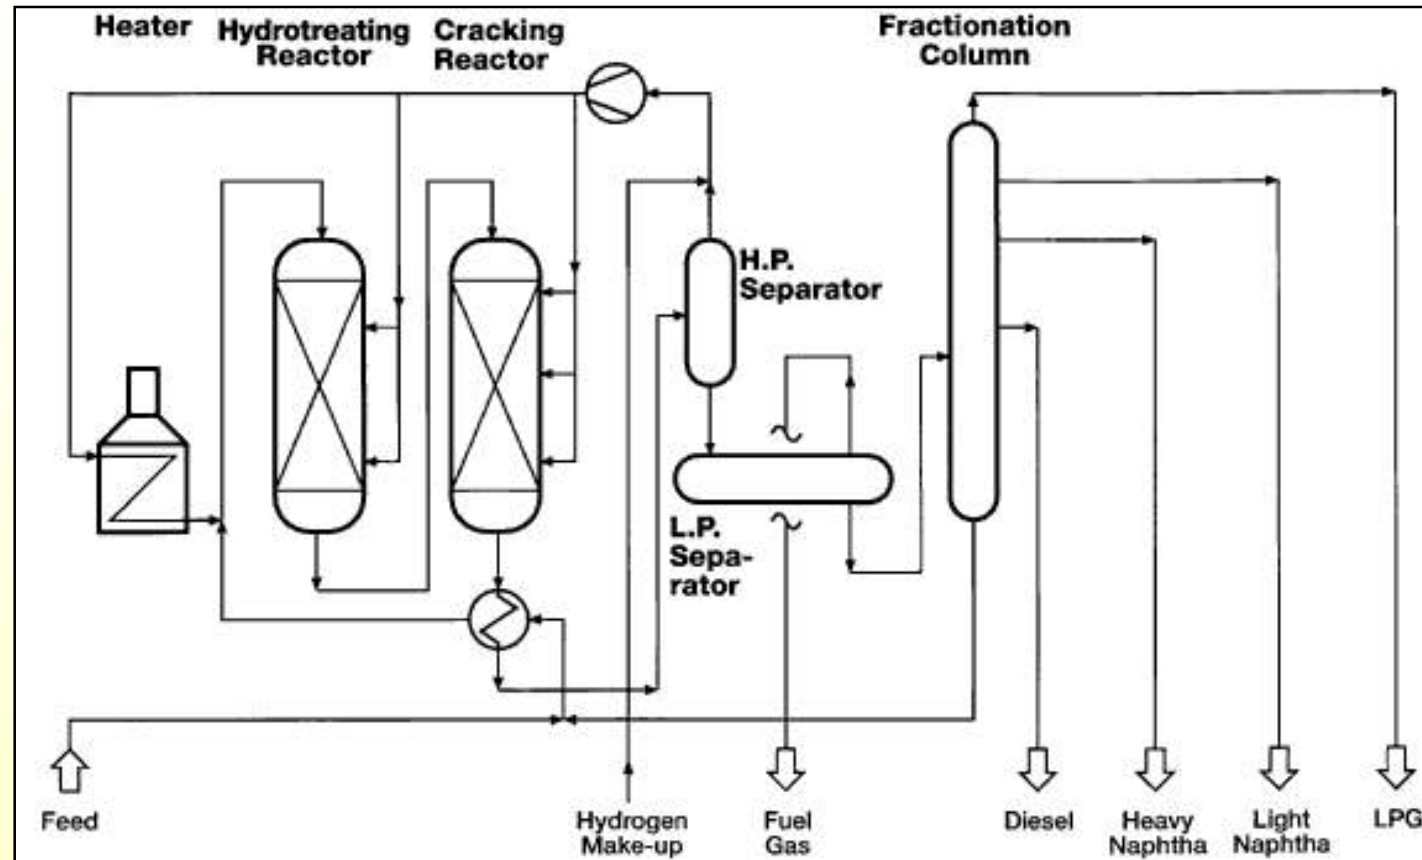 Heater
Hydrotreating
Reactor
Cracking
Reactor
Fractionation
Column
H.P.
Separator
L.P.
Sepa-
rator
Feed
Hydrogen
Make-up
Fuel
Gas
Diesel
Heavy
Naphtha
Light
Naphtha
LPG